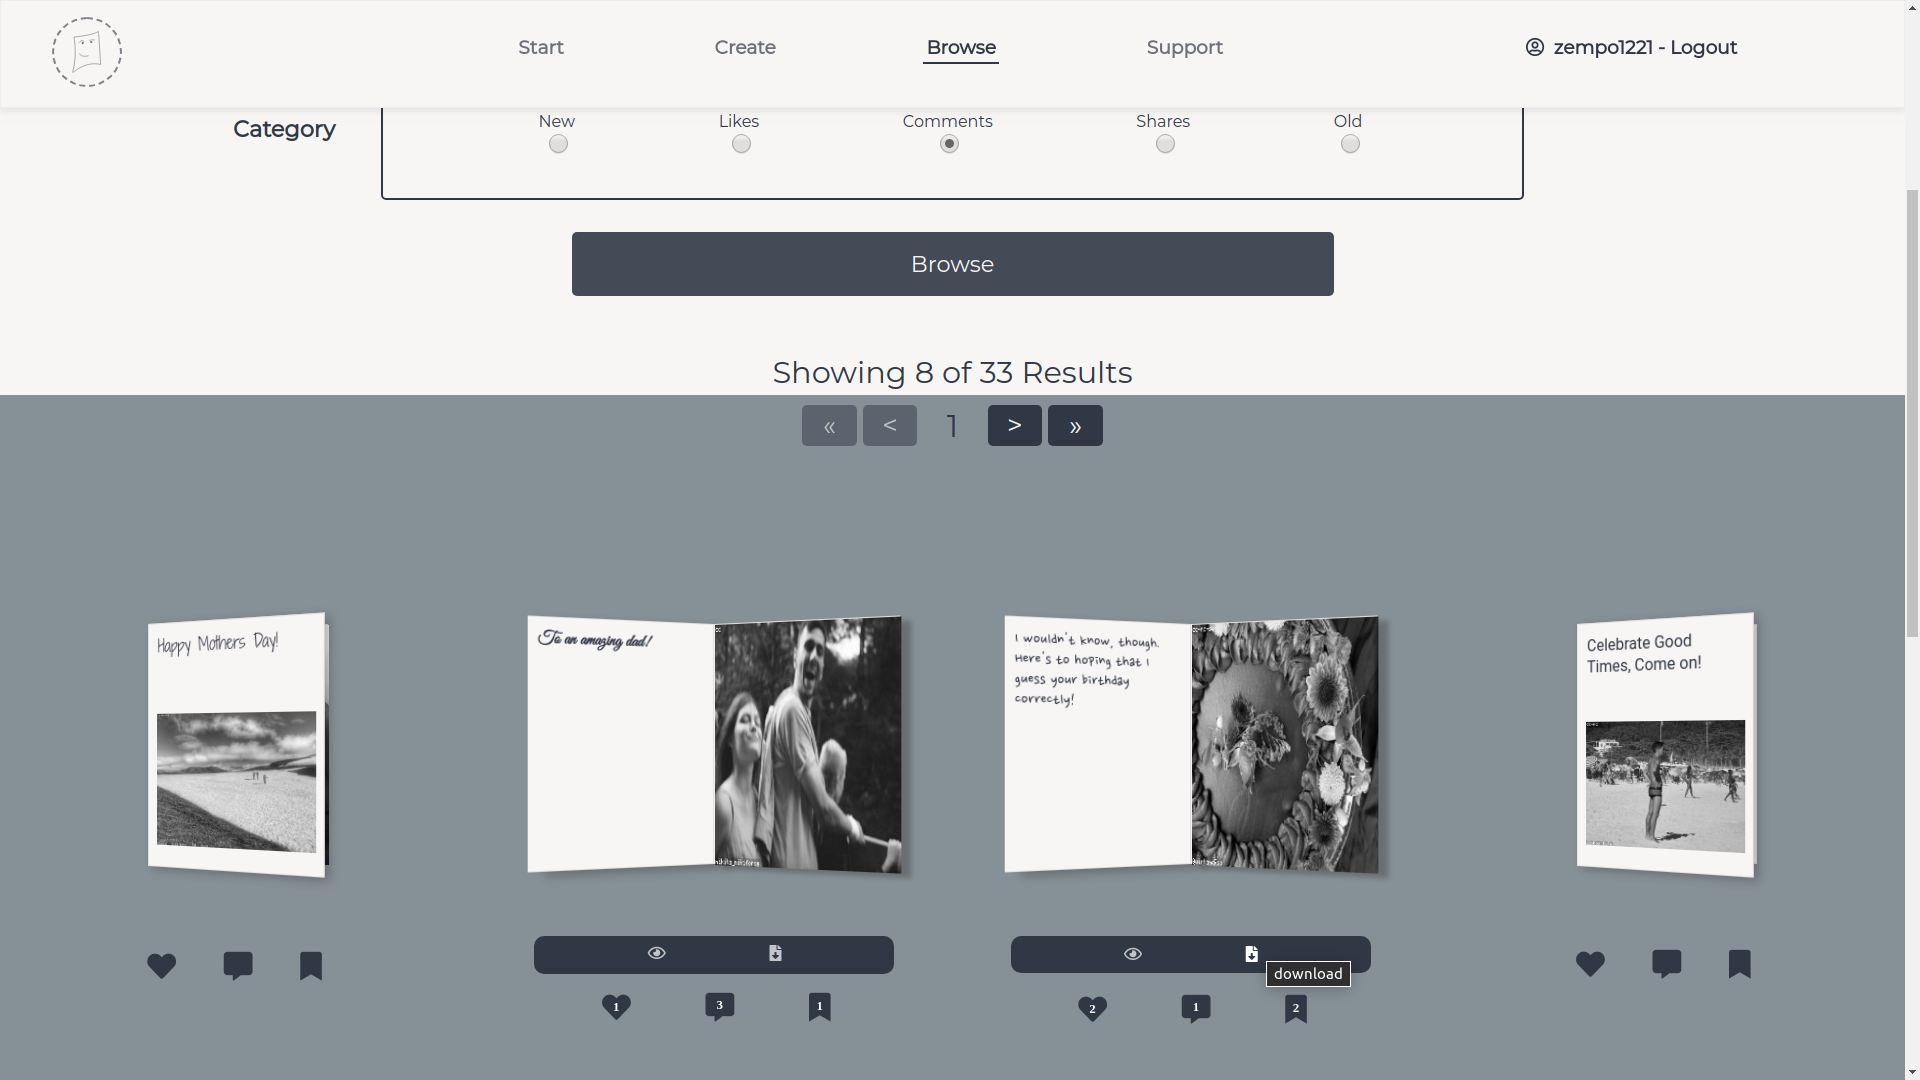 Start
Create
Browse
Support
zempo1221 - Logout
Category
New
Likes
Comments
Shares
Old
Browse
Showing 8 of 33 Results
«
<
1
>
»
Happy Mothers Day!
To an amazing dad!
I wouldn't know, though.
Here's to hoping that I
guess your birthday
correctly!
Celebrate Good
Times, Come on!
1
3
1
2
1
2
download